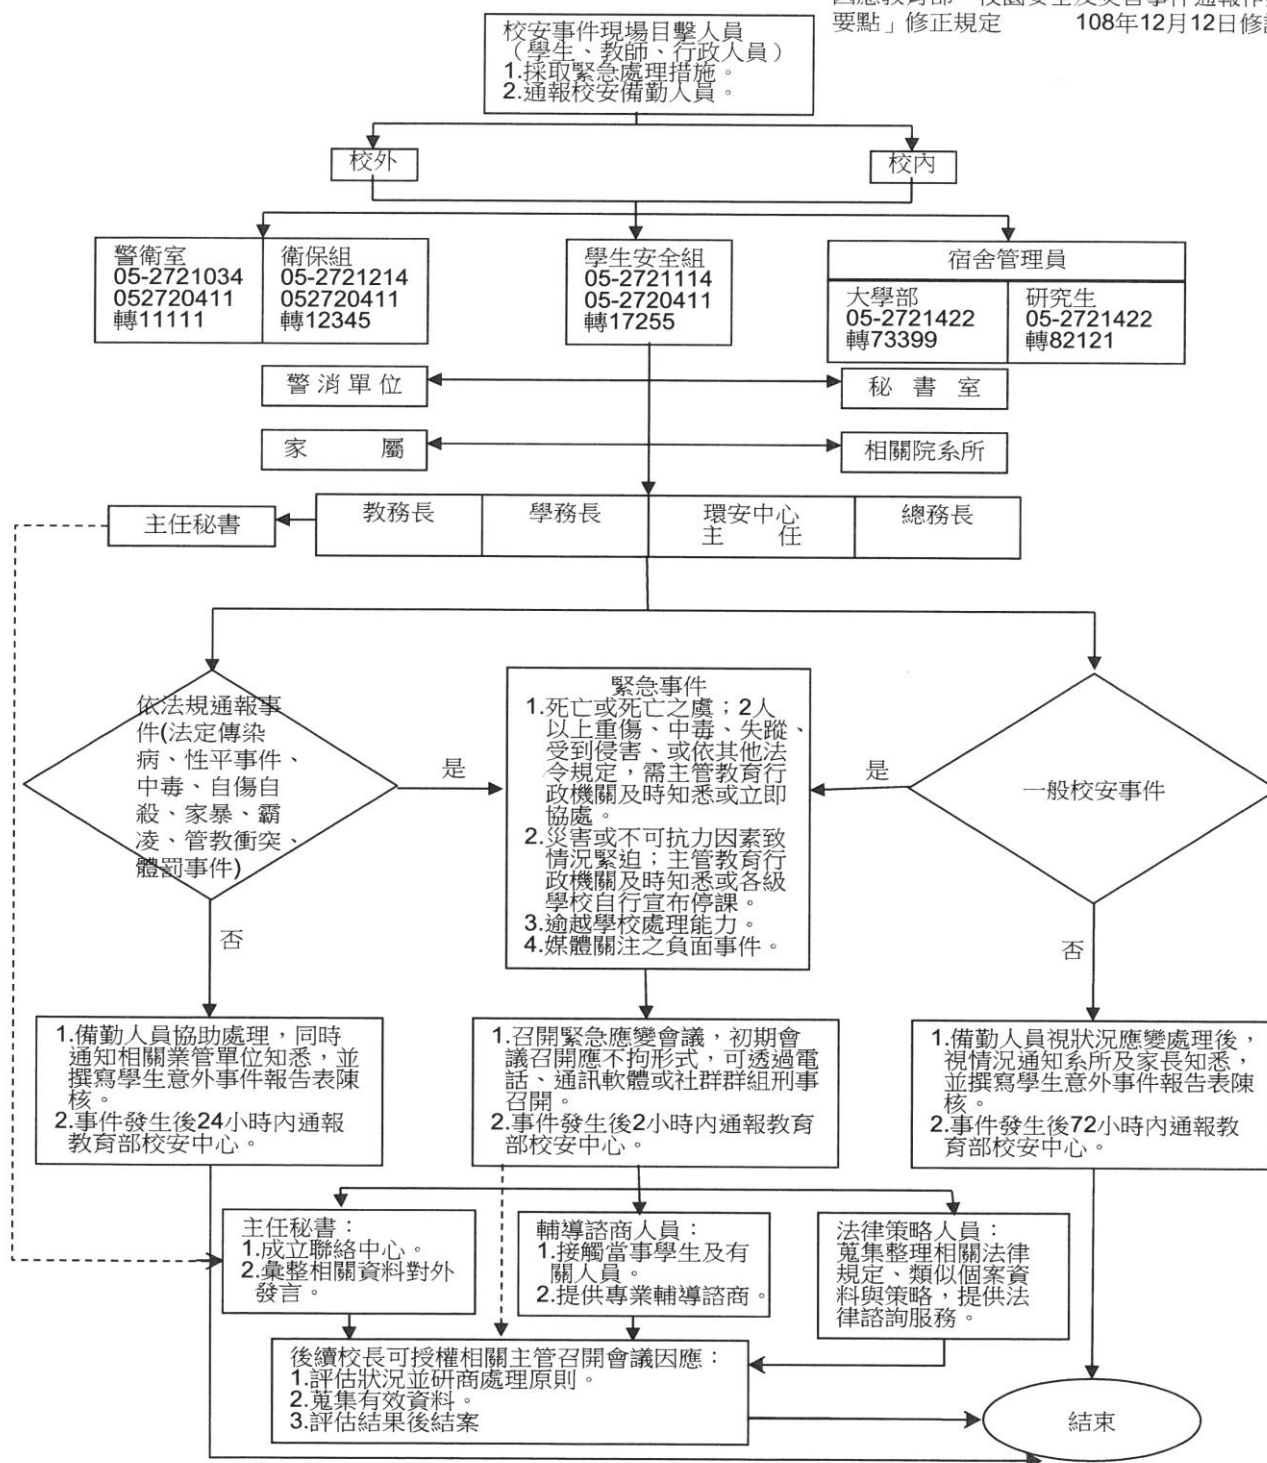 要點」修正規定 108年12月12日修
校安事件現場目擊人員
(學生、教師、行政人員)
1.採取緊急處理措施。
2.通報校安備勤人員。
校外
校內
警衛室
05-2721034
052720411
轉11111
衛保組
05-2721214
052720411
轉12345
學生安全組
05-2721114
05-2720411
轉17255
宿舍管理員
大學部
05-2721422
轉73399
研究生
05-2721422
轉82121
警消單位
秘 書 室
家 屬
相關院系所
主任秘書
教務長
學務長
環安中心
主 任
總務長
依法規通報事
件(法定傳染
病、性平事件、
中毒、自傷自
殺、家暴、霸
凌、管教衝突、
體罰事件)
是
緊急事件
1.死亡或死亡之虞；2人
以上重傷、中毒、失蹤、
受到侵害、或依其他法
令規定，需主管教育行
政機關及時知悉或立即
協處。
2.災害或不可抗力因素致
情況緊迫；主管教育行
政機關及時知悉或各級
學校自行宣布停課。
3.逾越學校處理能力。
4.媒體關注之負面事件。
是
一般校安事件
否
否
1.備勤人員協助處理，同時
通知相關業管單位知悉，並
撰寫學生意外事件報告表陳
核。
2.事件發生後24小時內通報
教育部校安中心。
1.召開緊急應變會議，初期會
議召開應不拘形式，可透過電
話、通訊軟體或社群群組刑事
召開。
2.事件發生後2小時內通報教育
部校安中心。
1.備勤人員視狀況應變處理後，
視情況通知系所及家長知悉，
並撰寫學生意外事件報告表陳
核。
2.事件發生後72小時內通報教
育部校安中心。
主任秘書：
1.成立聯絡中心。
2.彙整相關資料對外
發言。
輔導諮商人員：
1.接觸當事學生及有
關人員。
2.提供專業輔導諮商。
法律策略人員：
蒐集整理相關法律
規定、類似個案資
料與策略，提供法
律諮詢服務。
後續校長可授權相關主管召開會議因應：
1.評估狀況並研商處理原則。
2.蒐集有效資料。
3.評估結果後結案
結束